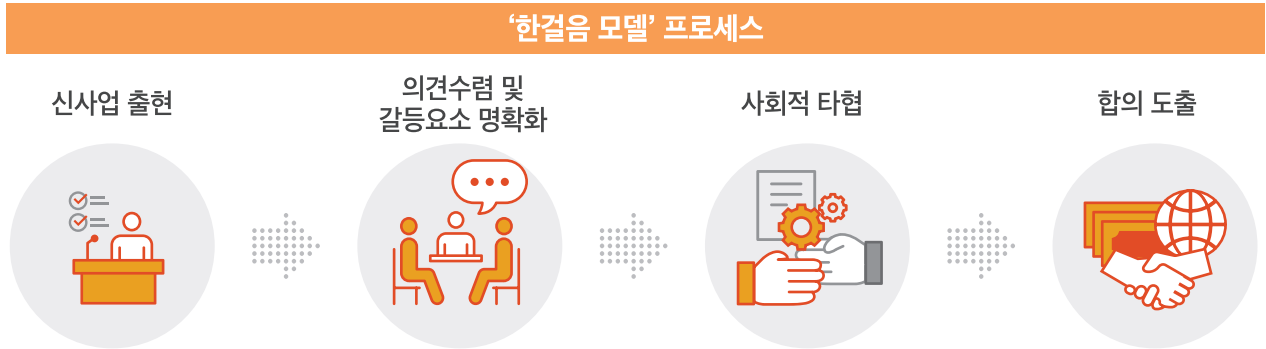 ‘한걸음 모델’ 프로세스
신사업 출현
의견수렴 및
갈등요소 명확화
사회적 타협
합의 도출